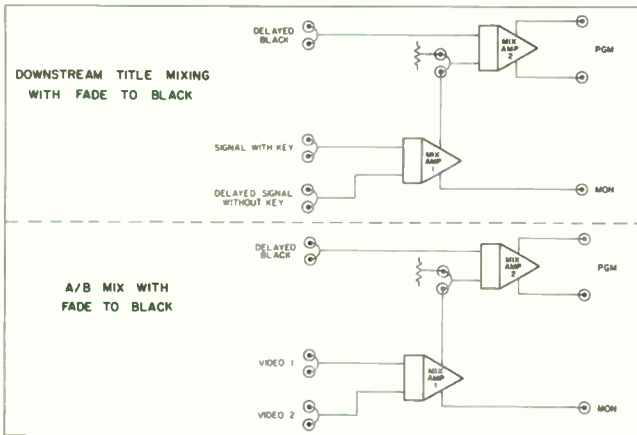 DELAYED
BLACK
MIX
AMP
2
PGM
DOWNSTREAM TITLE MIXING
WITH FADE TO BLACK
SIGNAL WITH KEY
MIX
AMP
1
DELAYED SIGNAL
WITHOUT KEY
MON
DELAYED
BLACK
MIX
AMP
2
PGM
A/B MIX WITH
FADE TO BLACK
VIDEO 1
MIX
AMP
1
VIDEO 2
MON